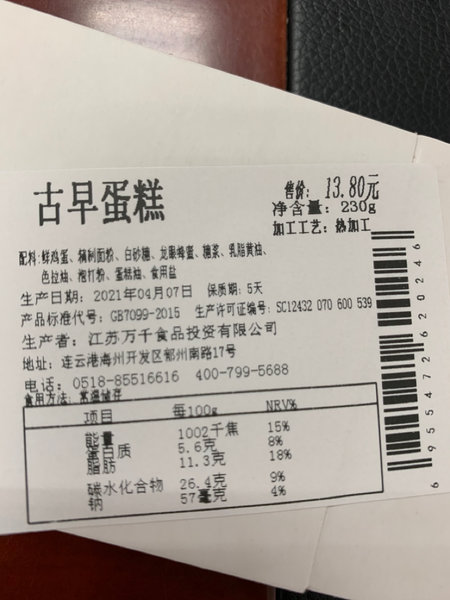 古早蛋糕
售价: 13.80元
净含量: 230g
加工工艺: 热加工
配料:鲜鸡蛋、福利面粉、白砂糖、龙眼蜂蜜、糖浆、乳脂黄油、
色拉油、泡打粉、蛋糕油、食用盐
生产日期: 2021年04月07日 保质期: 5天
产品标准代号: GB7099-2015 生产许可证编号: SC12432 070 600 539
生产者: 江苏万千食品投资有限公司
地址: 连云港海州开发区郁州南路17号
电话: 0518-85516616 400-799-5688
食用方法: 常温储存
项目 每100g NRV%
能量 1002千焦 15%
蛋白质 5.6克 8%
脂肪 11.3克 18%
碳水化合物 26.4克 9%
钠 57毫克 4%
6955472620246